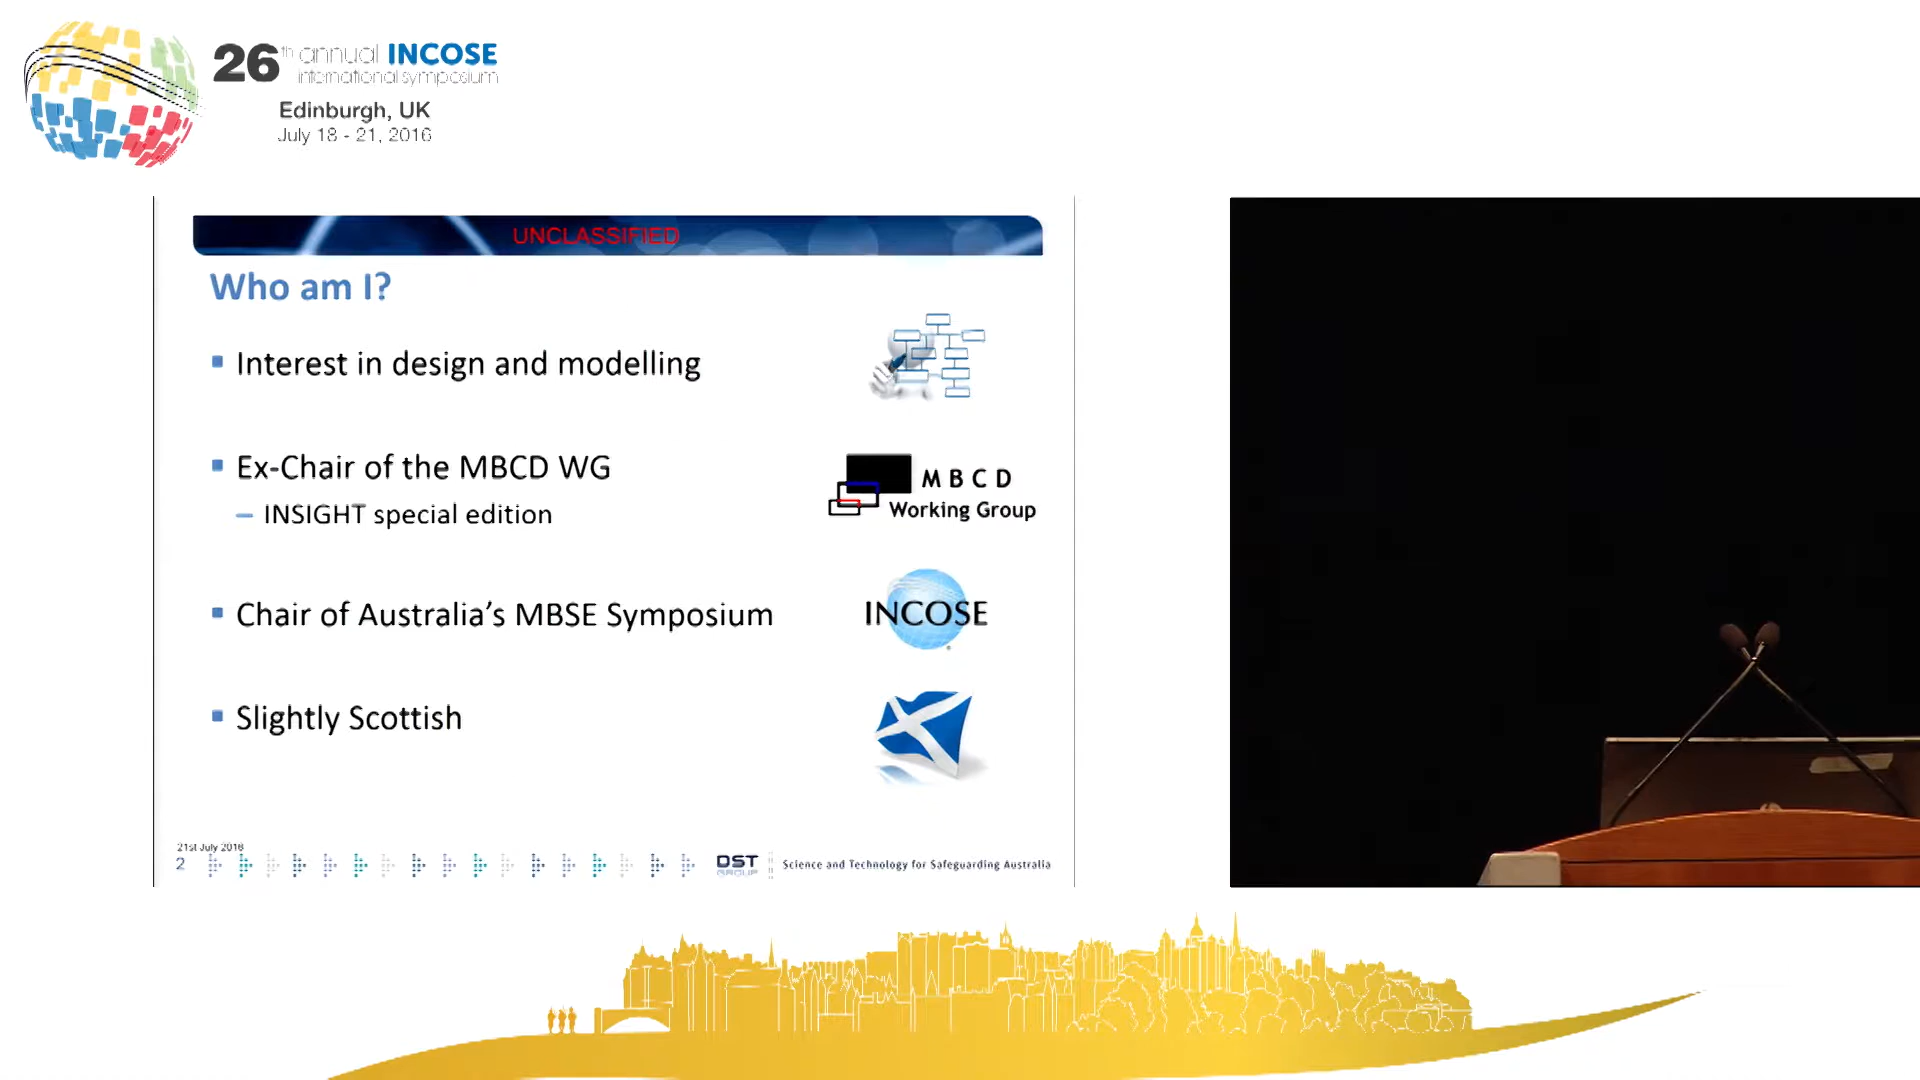 26th annual INCOSE
international symposium
Edinburgh, UK
July 18 - 21, 2016
UNCLASSIFIED
Who am I?
Interest in design and modelling
Ex-Chair of the MBCD WG
– INSIGHT special edition
MBCD
Working Group
Chair of Australia’s MBSE Symposium
INCOSE
Slightly Scottish
21st July 2016
2
DST
GROUP
Science and Technology for Safeguarding Australia